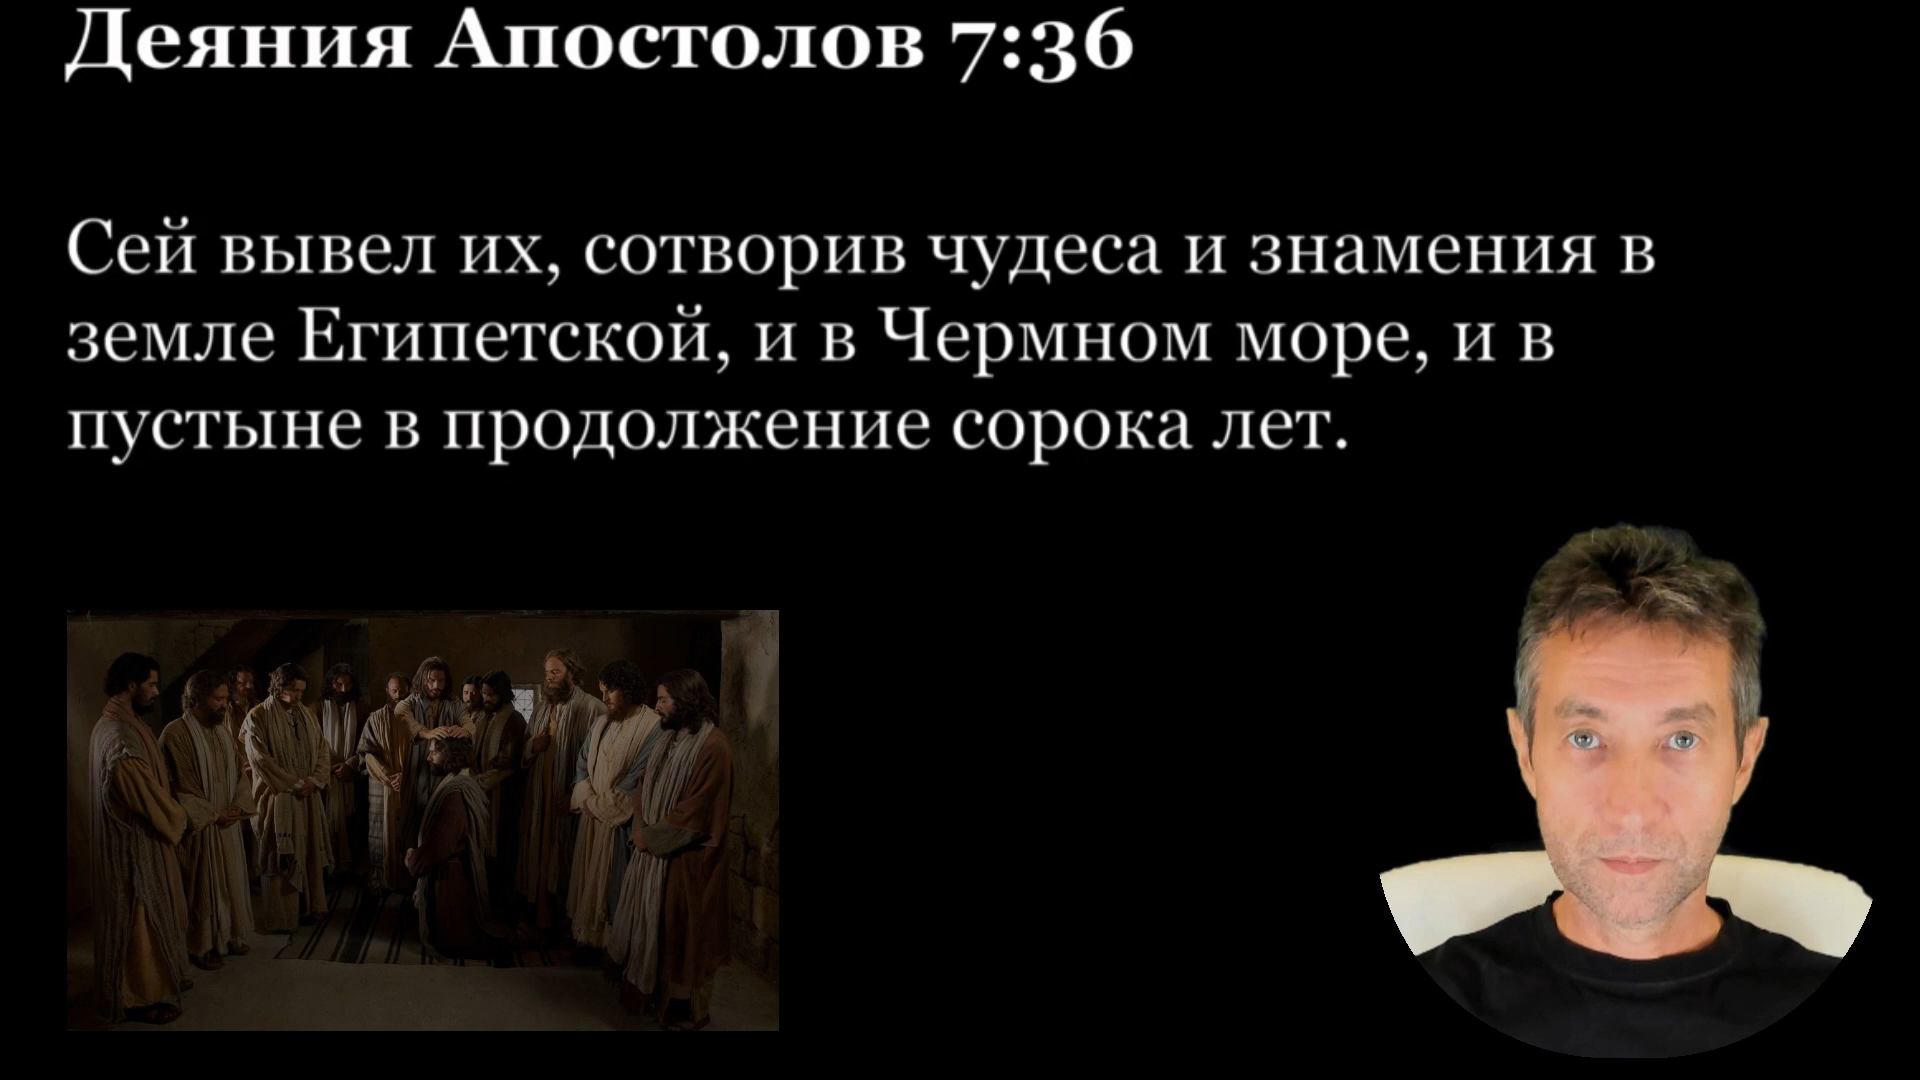 Деяния Апостолов 7:36
Сей вывел их, сотворив чудеса и знамения в
земле Египетской, и в Чермном море, и в
пустыне в продолжение сорока лет.